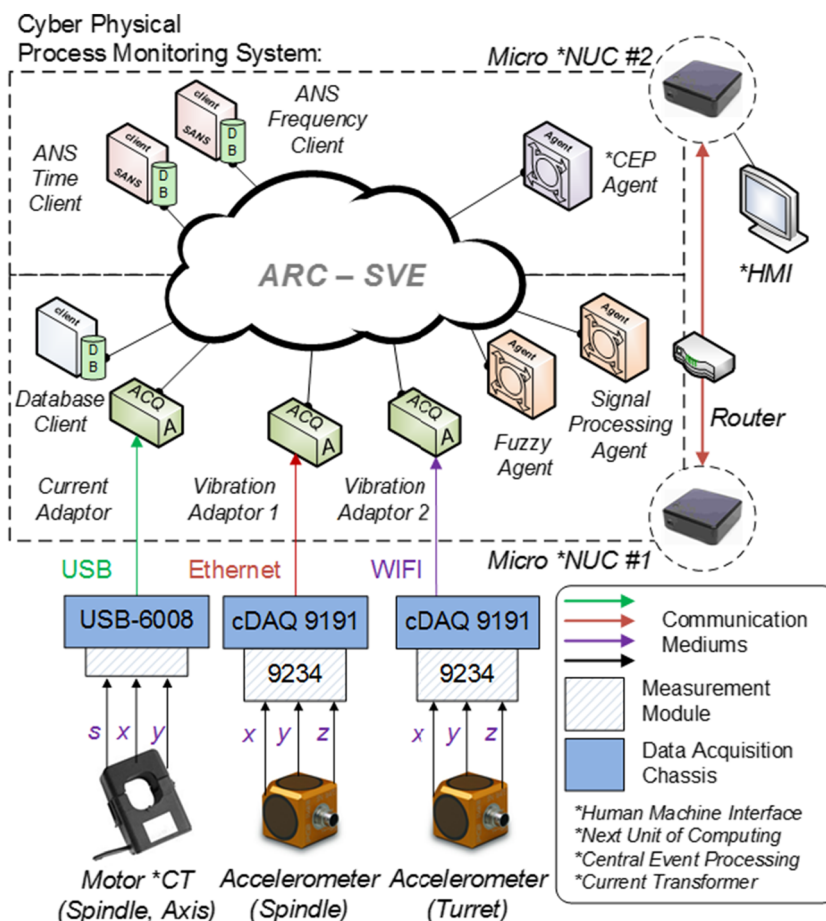 Cyber Physical
Process Monitoring System:
Micro *NUC #2
client
SANS
D
B
ANS
Frequency
Client
client
SANS
D
B
ANS
Time
Client
Agent
*CEP
Agent
*HMI
ARC – SVE
client
D
B
Database
Client
ACQ
A
ACQ
A
ACQ
A
Agent
Agent
Fuzzy
Agent
Signal
Processing
Agent
Router
Current
Adaptor
Vibration
Adaptor 1
Vibration
Adaptor 2
Micro *NUC #1
USB
Ethernet
WIFI
USB-6008
cDAQ 9191
cDAQ 9191
9234
9234
s x y
x y z
x y z
Motor *CT
(Spindle, Axis)
Accelerometer
(Spindle)
Accelerometer
(Turret)
Communication
Mediums
Measurement
Module
Data Acquisition
Chassis
*Human Machine Interface
*Next Unit of Computing
*Central Event Processing
*Current Transformer